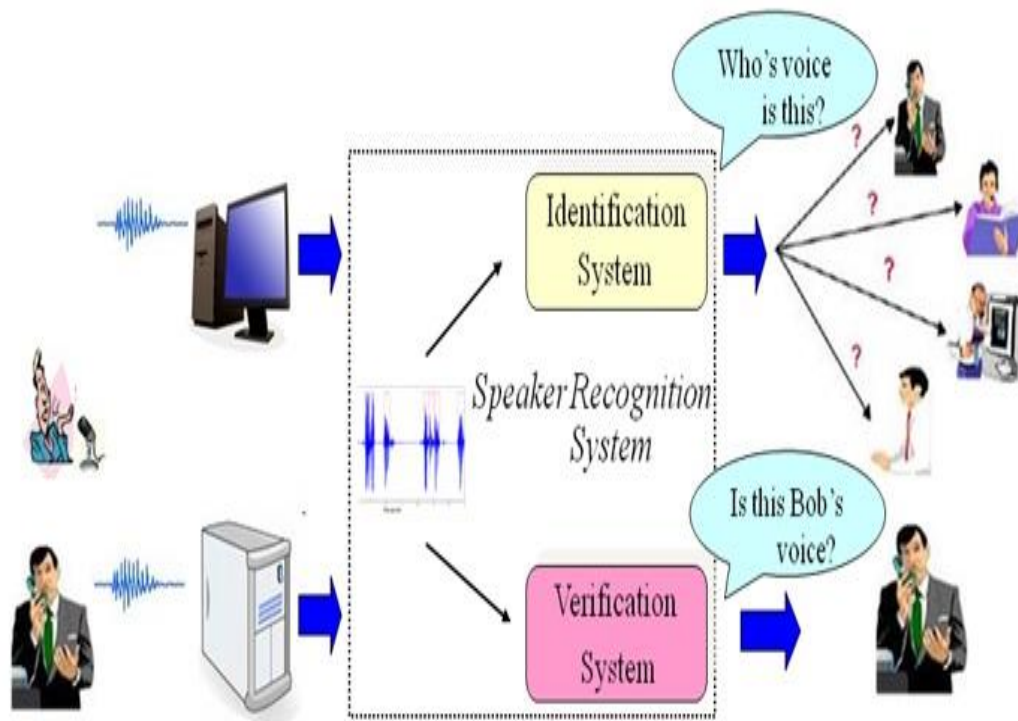 Who's voice
is this?
Identification
System
?
?
?
?
Speaker Recognition
System
Is this Bob's
voice?
Verification
System